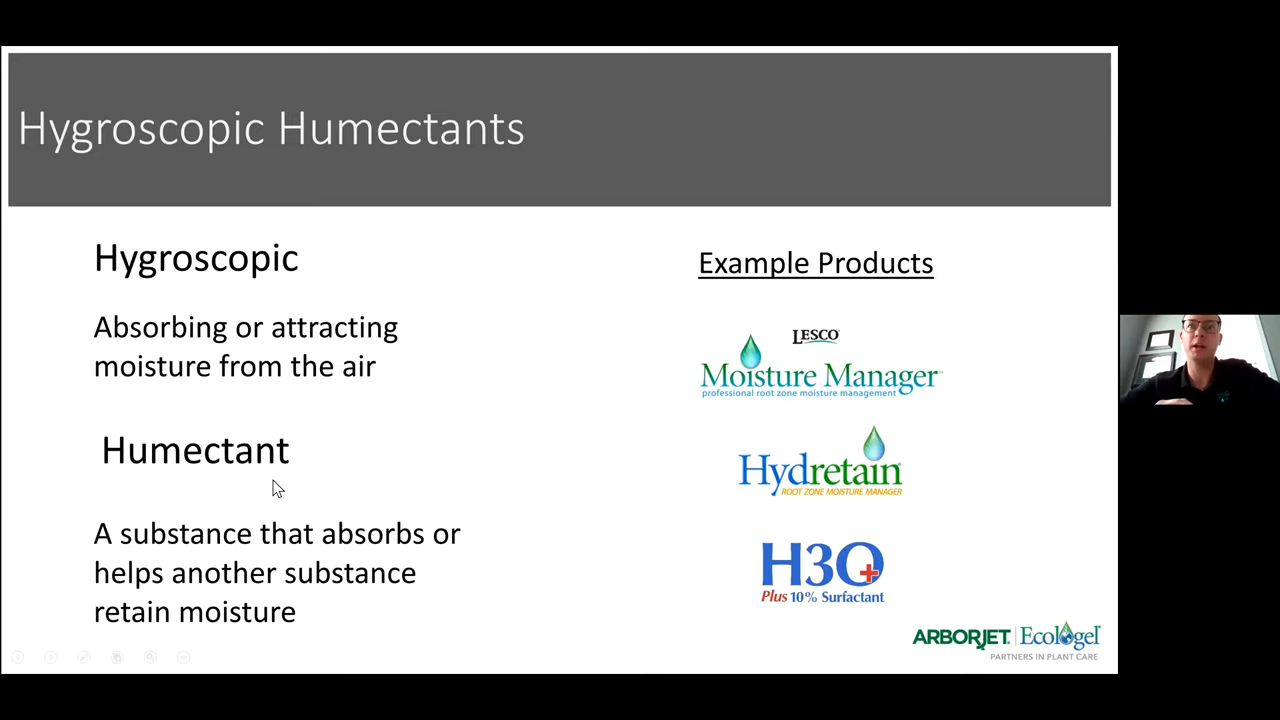 Hygroscopic Humectants
Hygroscopic
Absorbing or attracting
moisture from the air
Humectant
A substance that absorbs or
helps another substance
retain moisture
Example Products
LESCO
Moisture Manager™
professional root zone moisture management
Hydretain
ROOT ZONE MOISTURE MANAGER
H3O
Plus 10% Surfactant
ARBORJET | Ecologel
PARTNERS IN PLANT CARE